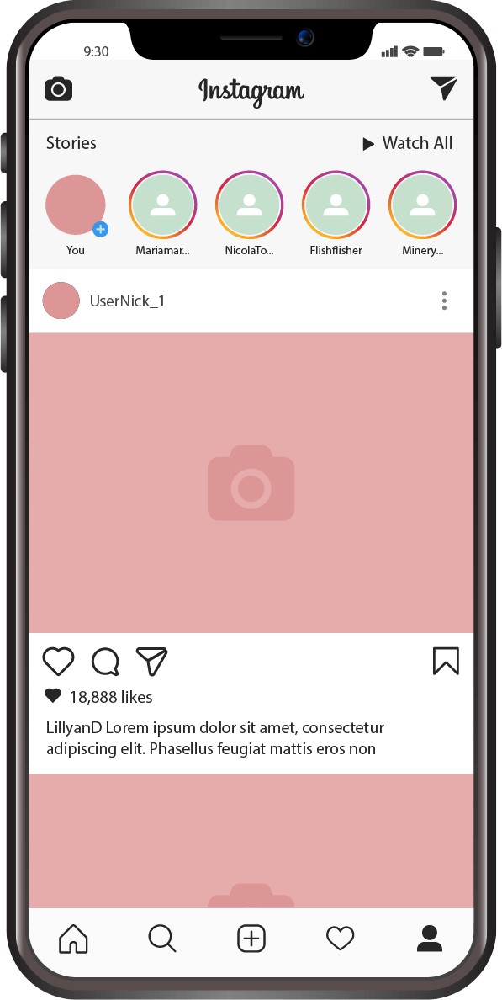 9:30
Instagram
Stories
Watch All
You
Mariamar...
NicolaTo...
Flishflisher
Minery...
UserNick_1
18,888 likes
LillyanD Lorem ipsum dolor sit amet, consectetur
adipiscing elit. Phasellus feugiat mattis eros non